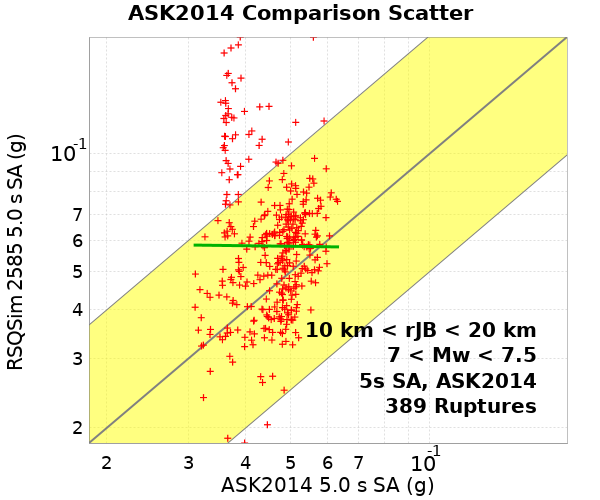 ASK2014 Comparison Scatter
RSQSim 2585 5.0 s SA (g)
10-1
7
6
5
4
3
2
10 km < rJB < 20 km
7 < Mw < 7.5
5s SA, ASK2014
389 Ruptures
2 3 4 5 6 7 10-1
ASK2014 5.0 s SA (g)